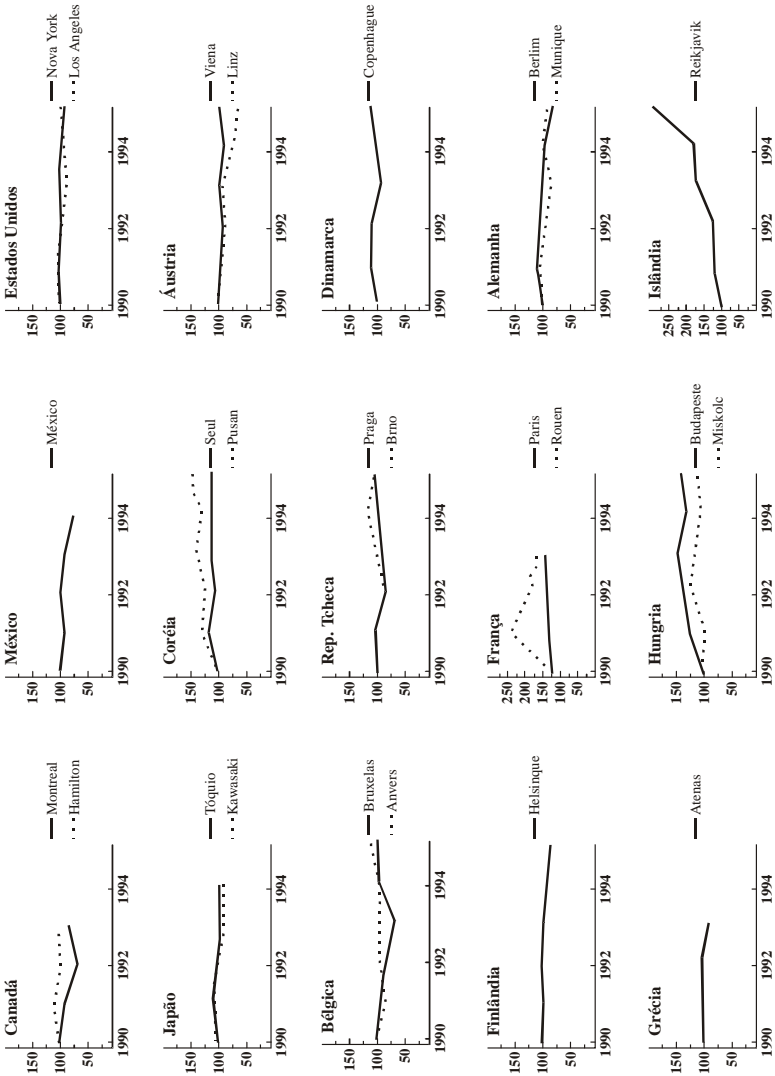 Canadá
150
100
50
1990 1992 1994
Montreal
Hamilton
México
150
100
50
1990 1992 1994
México
Estados Unidos
150
100
50
1990 1992 1994
Nova York
Los Angeles
Japão
150
100
50
1990 1992 1994
Tóquio
Kawasaki
Coréia
150
100
50
1990 1992 1994
Seul
Pusan
Áustria
150
100
50
1990 1992 1994
Viena
Linz
Bélgica
150
100
50
1990 1992 1994
Bruxelas
Anvers
Rep. Tcheca
150
100
50
1990 1992 1994
Praga
Brno
Dinamarca
150
100
50
1990 1992 1994
Copenhague
Finlândia
150
100
50
1990 1992 1994
Helsinque
França
250
200
150
100
50
1990 1992 1994
Paris
Rouen
Alemanha
150
100
50
1990 1992 1994
Berlim
Munique
Grécia
150
100
50
1990 1992 1994
Atenas
Hungria
150
100
50
1990 1992 1994
Budapeste
Miskolc
Islândia
250
200
150
100
50
1990 1992 1994
Reikjavik